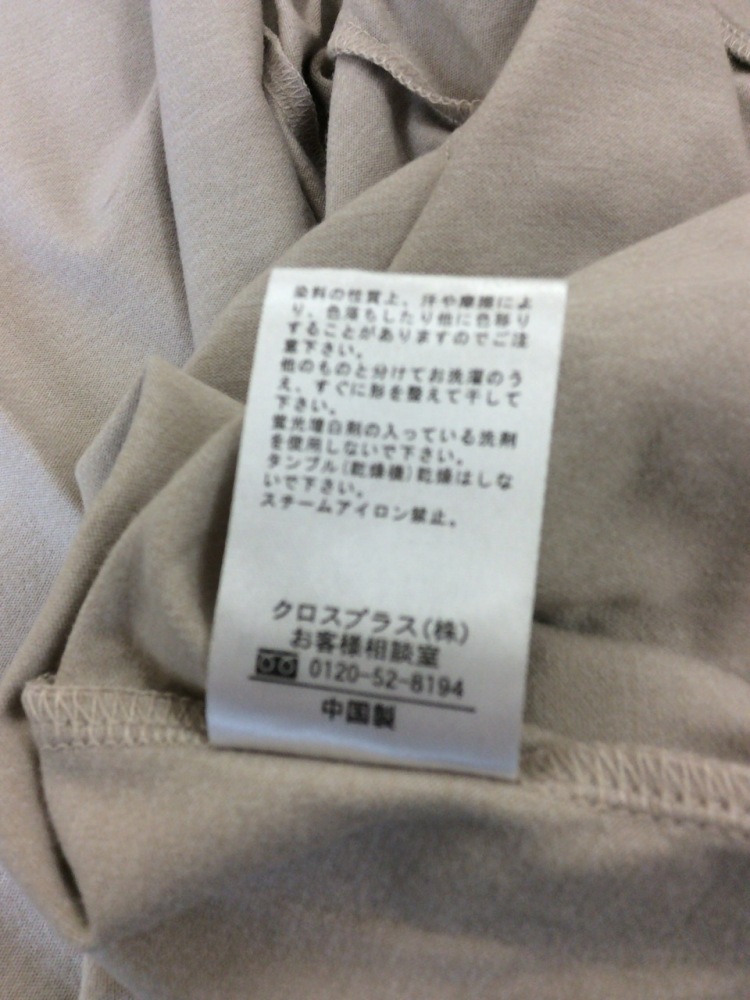 染料の性質上、汗や摩擦によ
り、色落ちしたり他に色移り
することがありますのでご注
意下さい。
他のものと分けてお洗濯のう
え、すぐに形を整えて干して
下さい。
蛍光増白剤の入っている洗剤
を使用しないで下さい。
タンブル(乾燥機)乾燥はしな
いで下さい。
スチームアイロン禁止。
クロスプラス(株)
お客様相談室
0120-52-8194
中国製